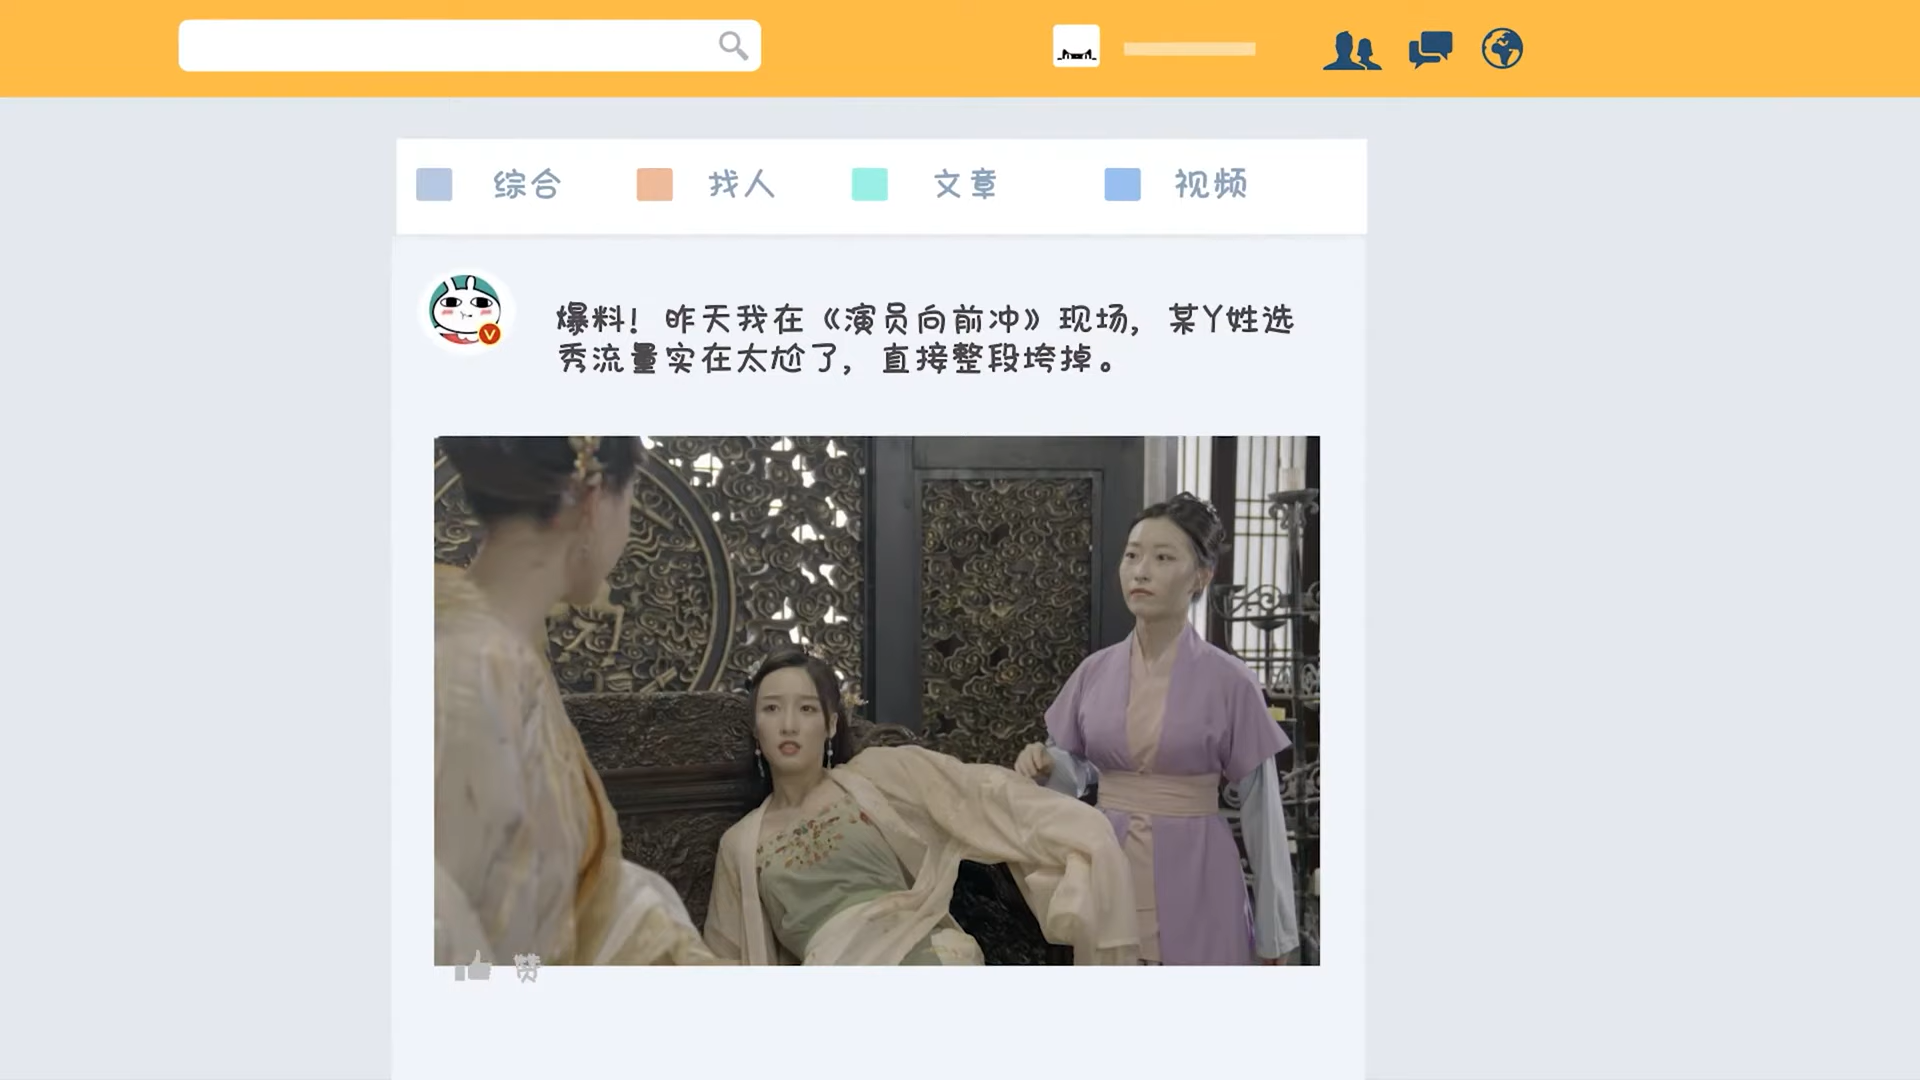 综合 找人 文章 视频
爆料！昨天我在《演员向前冲》现场，某丫姓选
秀流量实在太尬了，直接整段垮掉。
赞